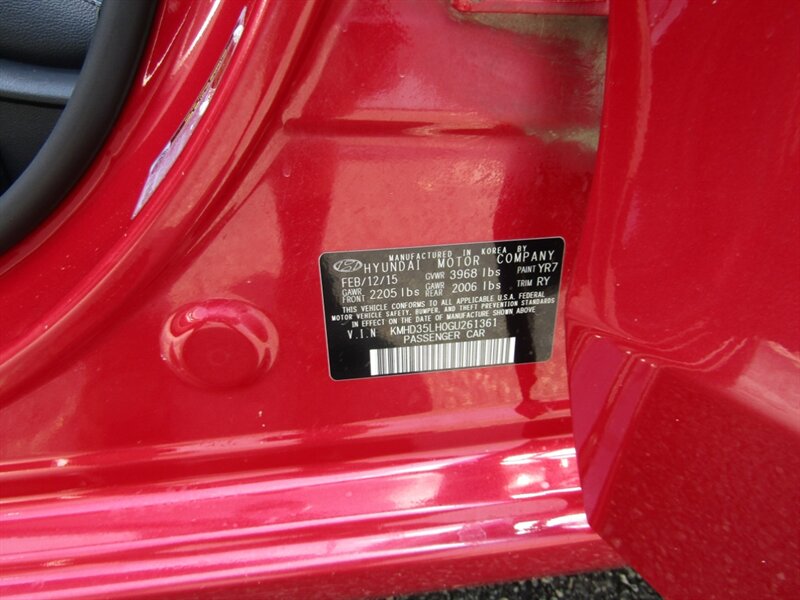 MANUFACTURED IN KOREA BY
HYUNDAI MOTOR COMPANY
FEB/12/15 GVWR 3968 lbs PAINT YR7
GAWR FRONT 2205 lbs GAWR REAR 2006 lbs TRIM RY
THIS VEHICLE CONFORMS TO ALL APPLICABLE U.S.A. FEDERAL
MOTOR VEHICLE SAFETY, BUMPER, AND THEFT PREVENTION STANDARDS
IN EFFECT ON THE DATE OF MANUFACTURE SHOWN ABOVE
V.I.N KMHD35LH0GU261361
PASSENGER CAR